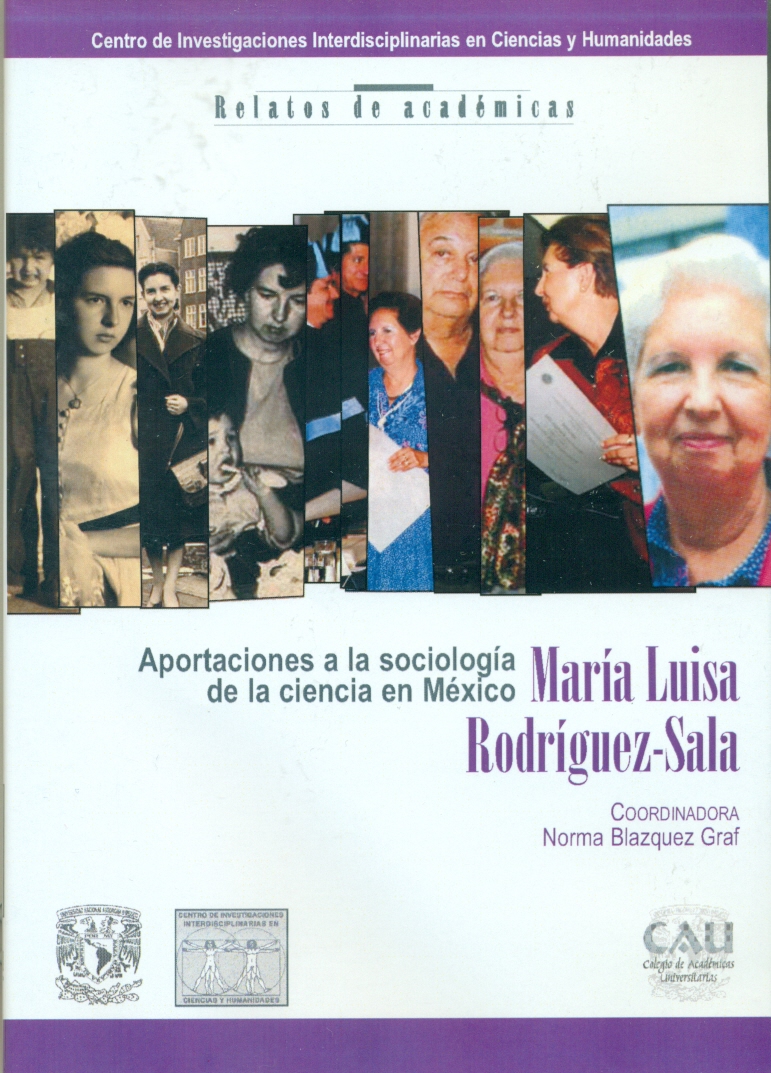 Centro de Investigaciones Interdisciplinarias en Ciencias y Humanidades
Relatos de académicas
Aportaciones a la sociología
de la ciencia en México
María Luisa
Rodríguez-Sala
COORDINADORA
Norma Blazquez Graf
CENTRO DE INVESTIGACIONES
INTERDISCIPLINARIAS EN
CIENCIAS Y HUMANIDADES
CAU
Colegio de Académicas
Universitarias